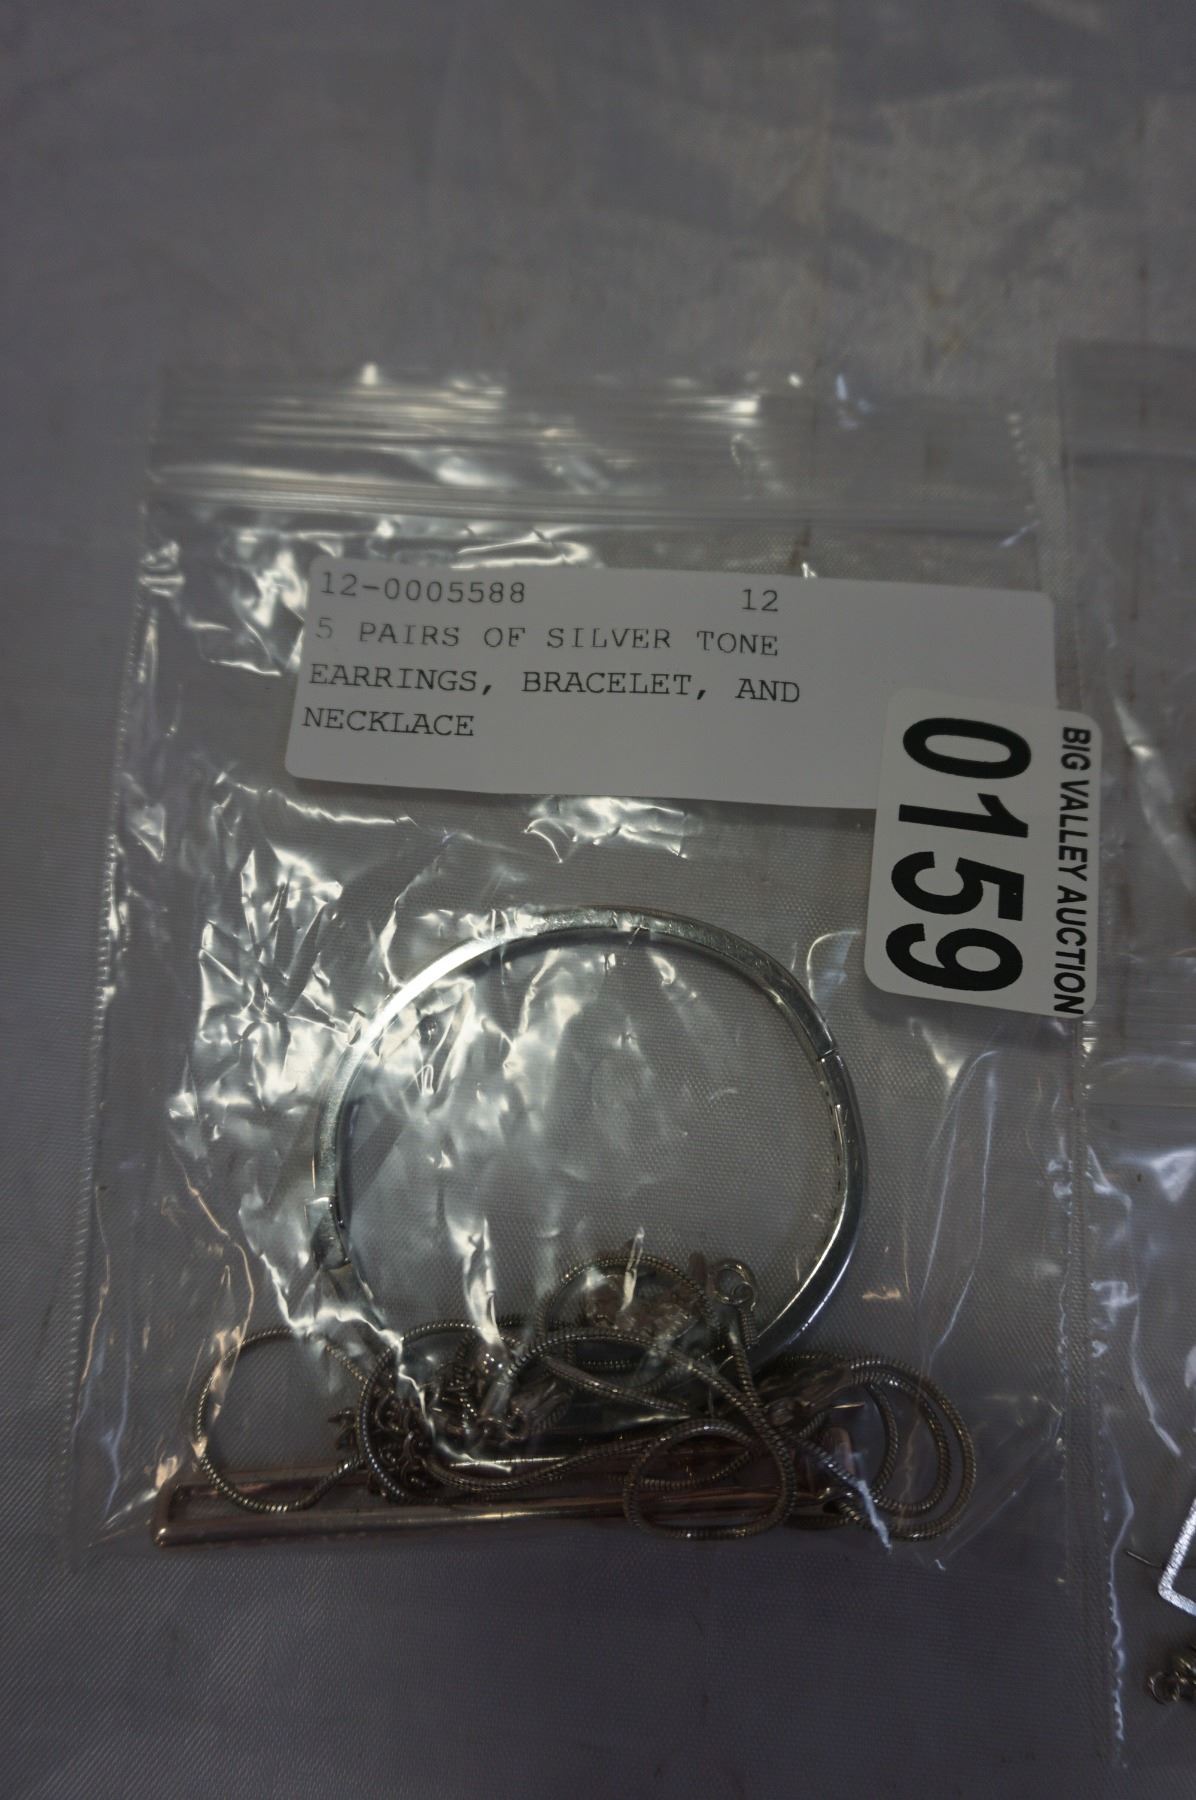 12-0005588 12
5 PAIRS OF SILVER TONE
EARRINGS, BRACELET, AND
NECKLACE
BIG VALLEY AUCTION
0159